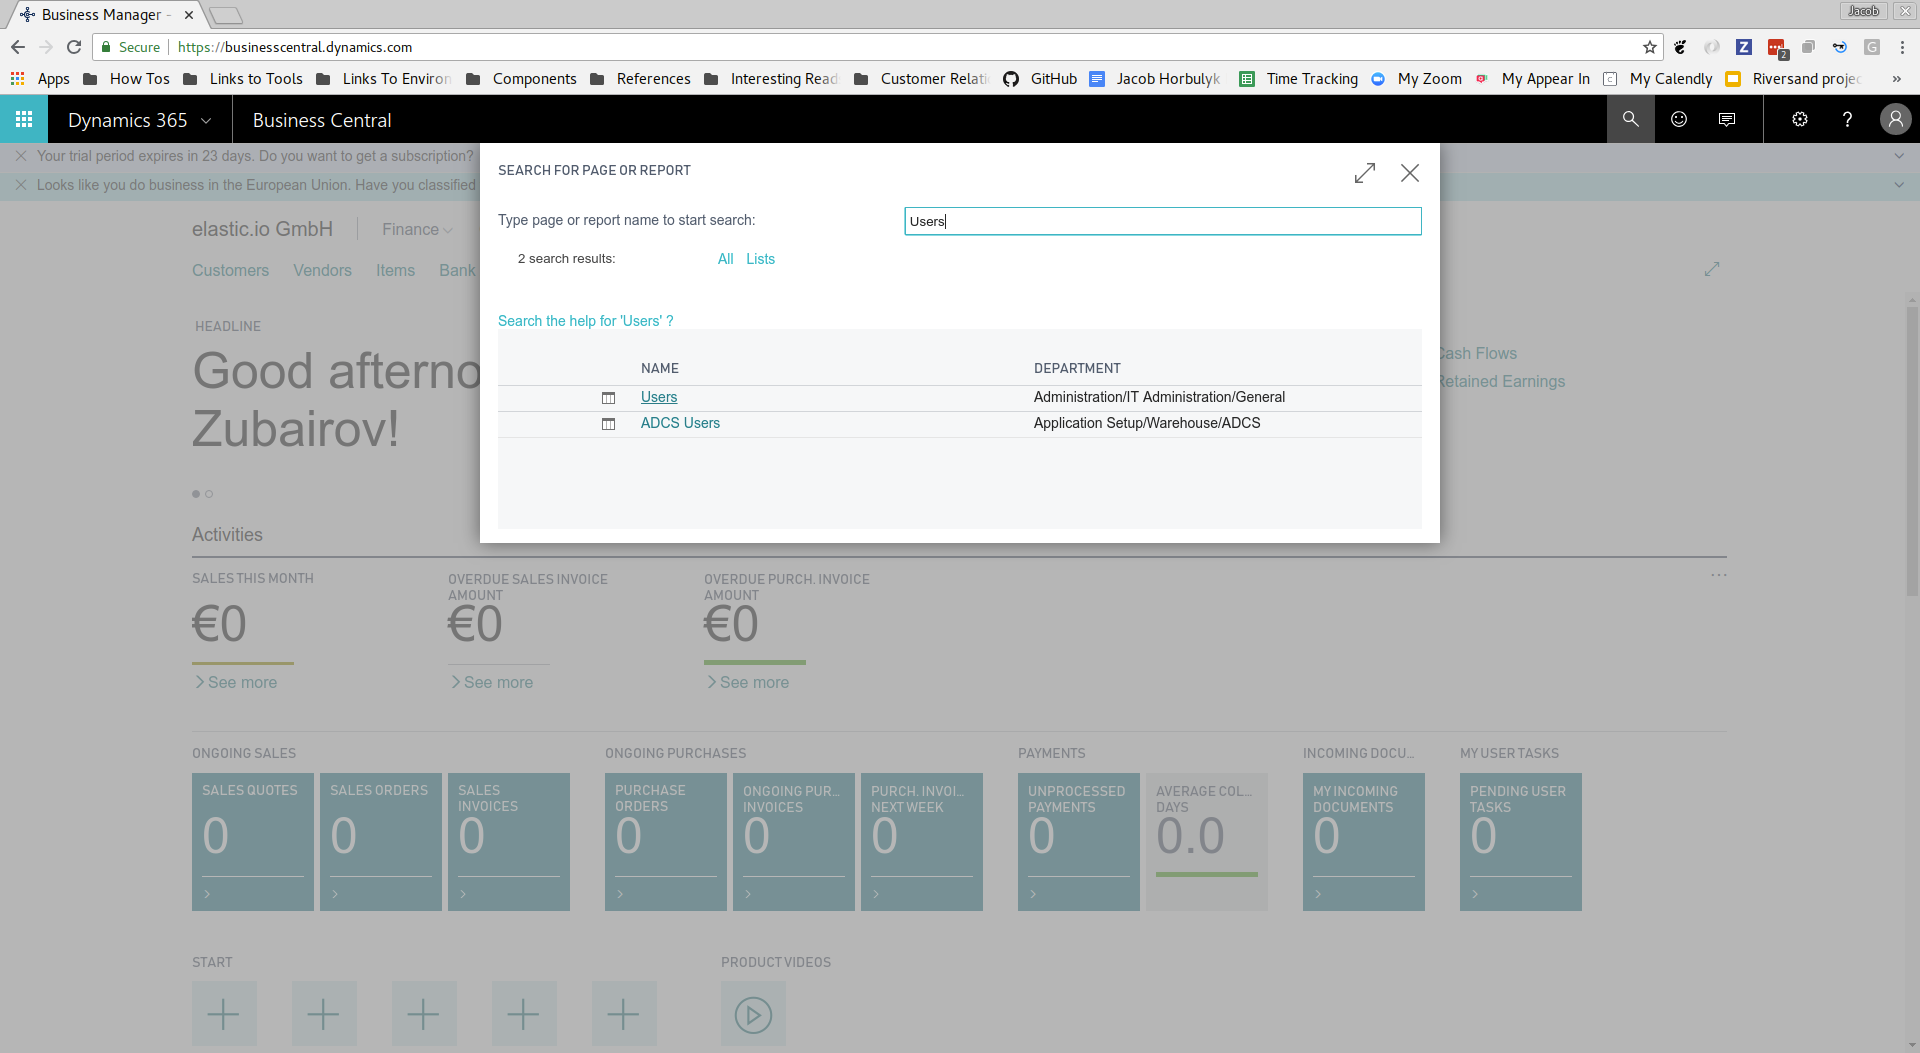 Business Manager -
Jacob
Secure https://businesscentral.dynamics.com
2
G
Z
Apps How Tos Links to Tools Links To Environ Components References Interesting Read Customer Relati GitHub Jacob Horbulyk Time Tracking My Zoom My Appear In My Calendly Riversand projec »
Dynamics 365 Business Central ?
Your trial period expires in 23 days. Do you want to get a subscription?
Looks like you do business in the European Union. Have you classified
SEARCH FOR PAGE OR REPORT
Type page or report name to start search: Users
2 search results: All Lists
Search the help for 'Users' ?
NAME DEPARTMENT
Users Administration/IT Administration/General
ADCS Users Application Setup/Warehouse/ADCS
elastic.io GmbH Finance
Customers Vendors Items Bank
HEADLINE
Good afterno
Zubairov!
Cash Flows
Retained Earnings
Activities
SALES THIS MONTH
€0
See more
OVERDUE SALES INVOICE
AMOUNT
€0
See more
OVERDUE PURCH. INVOICE
AMOUNT
€0
See more
...
ONGOING SALES
SALES QUOTES
0
SALES ORDERS
0
SALES
INVOICES
0
ONGOING PURCHASES
PURCHASE
ORDERS
0
ONGOING PUR...
INVOICES
0
PURCH. INVOI...
NEXT WEEK
0
PAYMENTS
UNPROCESSED
PAYMENTS
0
AVERAGE COL...
DAYS
0.0
INCOMING DOCU...
MY INCOMING
DOCUMENTS
0
MY USER TASKS
PENDING USER
TASKS
0
START
PRODUCT VIDEOS